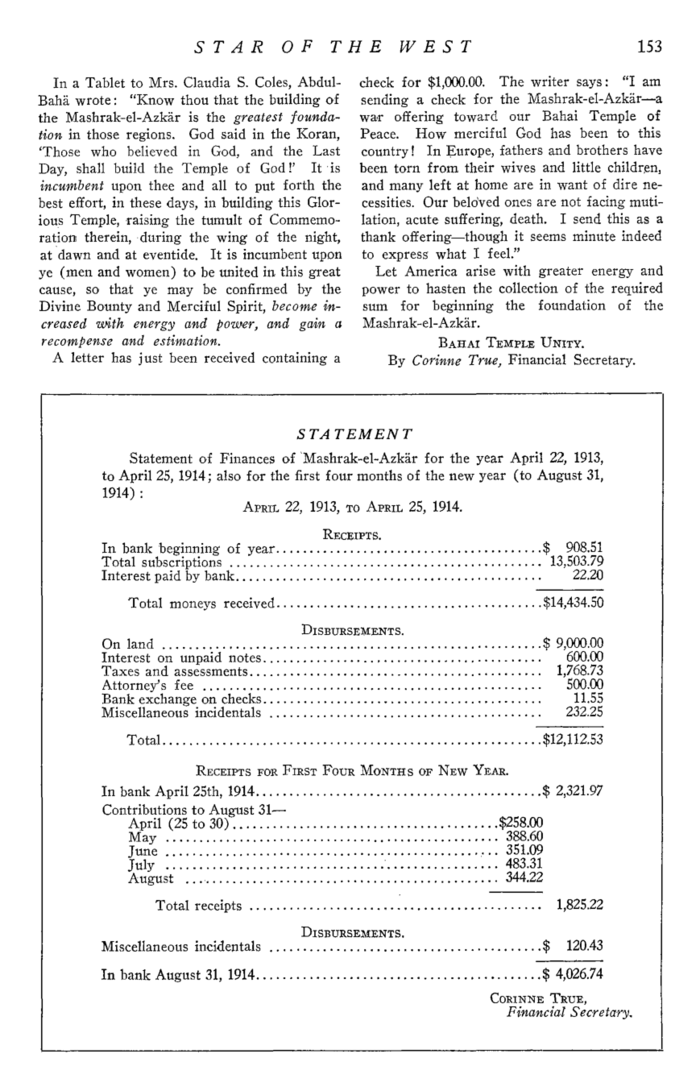 STAR OF THE WEST 153
In a Tablet to Mrs. Claudia S. Coles, Abdul-
Bahä wrote: "Know thou that the building of
the Mashrak-el-Azkär is the greatest founda-
tion in those regions. God said in the Koran,
'Those who believed in God, and the Last
Day, shall build the Temple of God!' It is
incumbent upon thee and all to put forth the
best effort, in these days, in building this Glor-
ious Temple, raising the tumult of Commemo-
ration therein, during the wing of the night,
at dawn and at eventide. It is incumbent upon
ye (men and women) to be united in this great
cause, so that ye may be confirmed by the
Divine Bounty and Merciful Spirit, become in-
creased with energy and power, and gain a
recompense and estimation.
A letter has just been received containing a
check for $1,000.00. The writer says: "I am
sending a check for the Mashrak-el-Azkär—a
war offering toward our Bahai Temple of
Peace. How merciful God has been to this
country! In Europe, fathers and brothers have
been torn from their wives and little children,
and many left at home are in want of dire ne-
cessities. Our beloved ones are not facing muti-
lation, acute suffering, death. I send this as a
thank offering—though it seems minute indeed
to express what I feel."
Let America arise with greater energy and
power to hasten the collection of the required
sum for beginning the foundation of the
Mashrak-el-Azkär.
BAHAI TEMPLE UNITY.
By Corinne True, Financial Secretary.
STATEMENT
Statement of Finances of Mashrak-el-Azkär for the year April 22, 1913,
to April 25, 1914; also for the first four months of the new year (to August 31,
1914):
APRIL 22, 1913, TO APRIL 25, 1914.
RECEIPTS.
In bank beginning of year........................................$ 908.51
Total subscriptions ........................................ 13,503.79
Interest paid by bank........................................ 22.20
Total moneys received........................................$14,434.50
DISBURSEMENTS.
On land ........................................$ 9,000.00
Interest on unpaid notes........................................ 600.00
Taxes and assessments........................................ 1,768.73
Attorney's fee ........................................ 500.00
Bank exchange on checks........................................ 11.55
Miscellaneous incidentals ........................................ 232.25
Total........................................$12,112.53
RECEIPTS FOR FIRST FOUR MONTHS OF NEW YEAR.
In bank April 25th, 1914........................................$ 2,321.97
Contributions to August 31—
April (25 to 30)........................................$258.00
May ........................................ 388.60
June ........................................ 351.09
July ........................................ 483.31
August ........................................ 344.22
Total receipts ........................................ 1,825.22
DISBURSEMENTS.
Miscellaneous incidentals ........................................$ 120.43
In bank August 31, 1914........................................$ 4,026.74
CORINNE TRUE,
Financial Secretary.